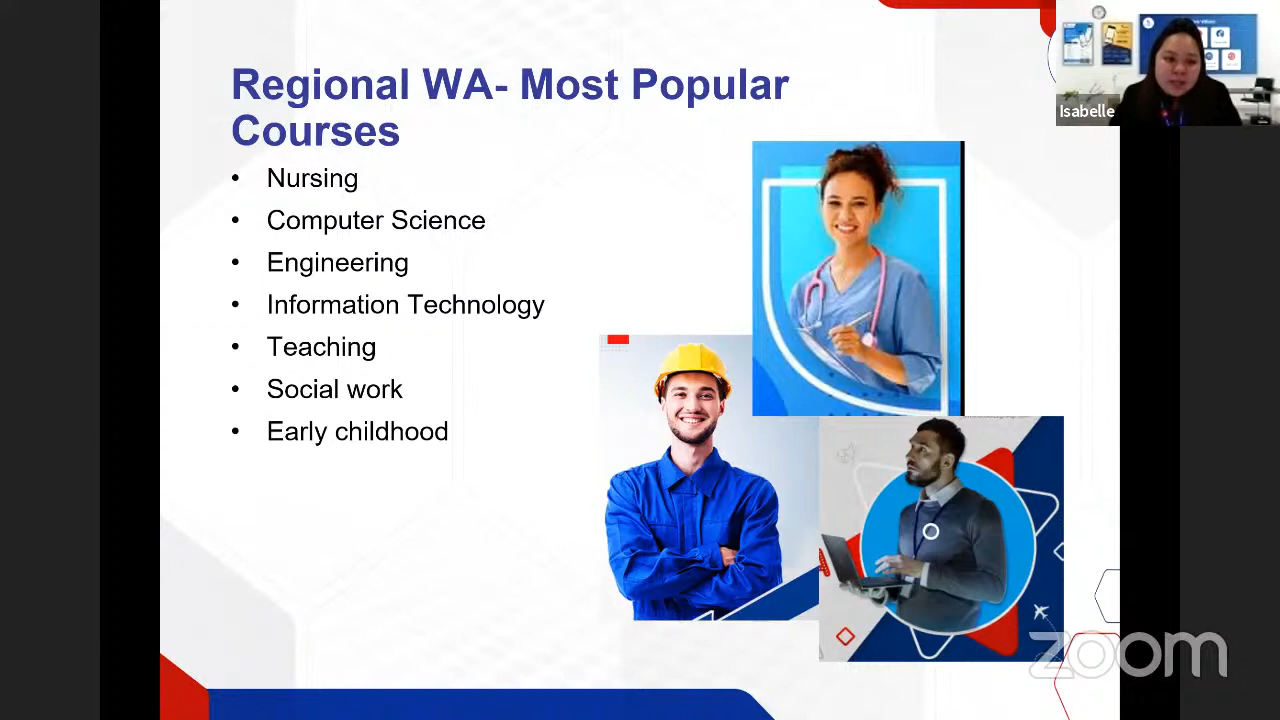 Regional WA- Most Popular
Courses
• Nursing
• Computer Science
• Engineering
• Information Technology
• Teaching
• Social work
• Early childhood
Isabelle
zoom